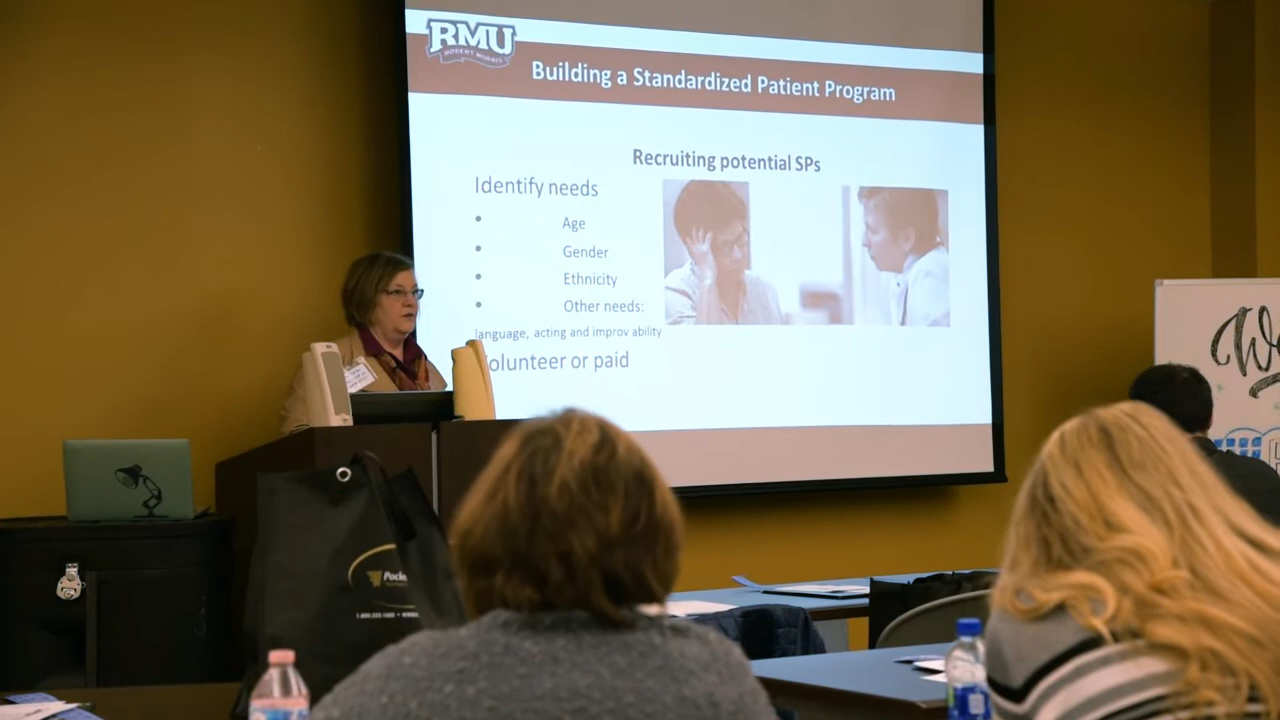 RMU
ROBERT MORRIS
Building a Standardized Patient Program
Recruiting potential SPs
Identify needs
• Age
• Gender
• Ethnicity
• Other needs:
language, acting and improv ability
olunteer or paid